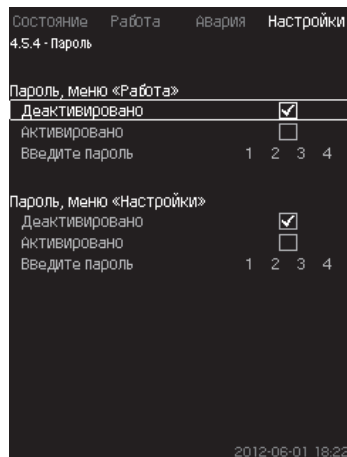 Состояние Работа Авария Настройки
4.5.4 - Пароль
Пароль, меню «Работа»
Деактивировано
Активировано
Введите пароль 1 2 3 4
Пароль, меню «Настройки»
Деактивировано
Активировано
Введите пароль 1 2 3 4
2012-06-01 18:22